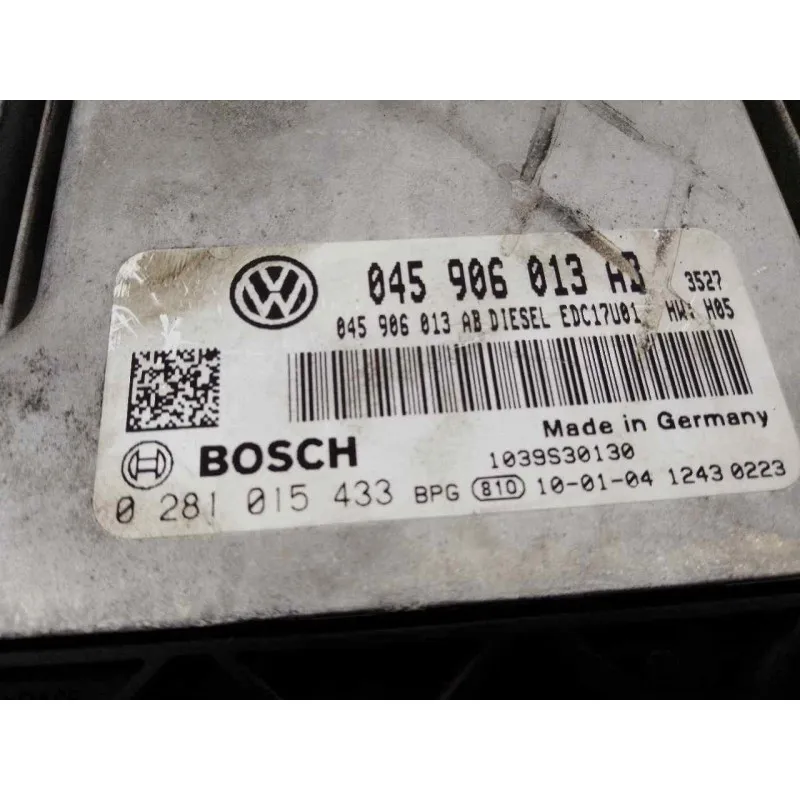 045 906 013 AB 3527
045 906 013 AB DIESEL EDC17U01 HW: H05
Made in Germany
BOSCH 1039S30130
0 281 015 433 BPG 810 10-01-04 1243 0223